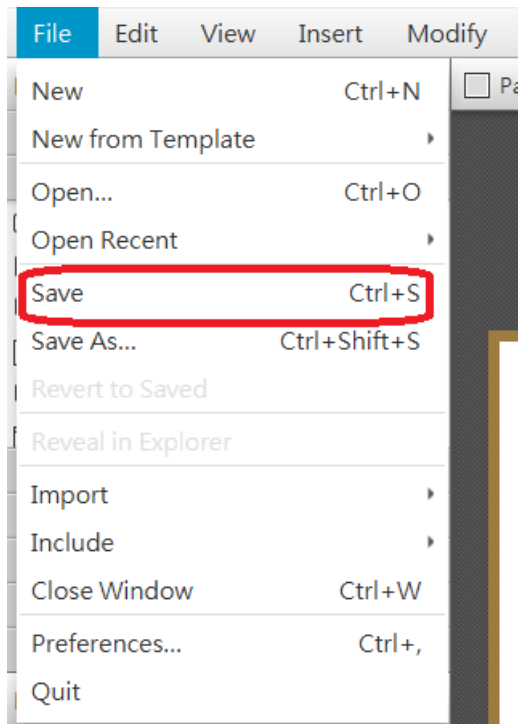 File Edit View Insert Modify
New Ctrl+N
New from Template
Open... Ctrl+O
Open Recent
Save Ctrl+S
Save As... Ctrl+Shift+S
Revert to Saved
Reveal in Explorer
Import
Include
Close Window Ctrl+W
Preferences... Ctrl+,
Quit